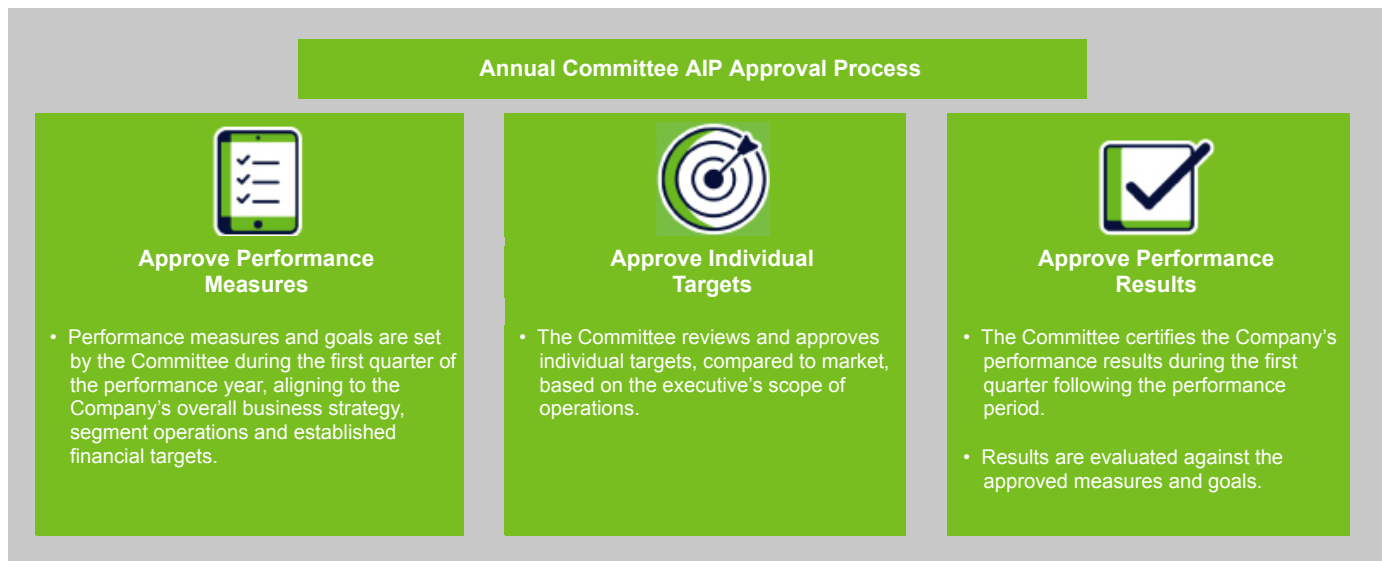 Annual Committee AIP Approval Process
Approve Performance
Measures
• Performance measures and goals are set
by the Committee during the first quarter of
the performance year, aligning to the
Company’s overall business strategy,
segment operations and established
financial targets.
Approve Individual
Targets
• The Committee reviews and approves
individual targets, compared to market,
based on the executive’s scope of
operations.
Approve Performance
Results
• The Committee certifies the Company’s
performance results during the first
quarter following the performance
period.
• Results are evaluated against the
approved measures and goals.